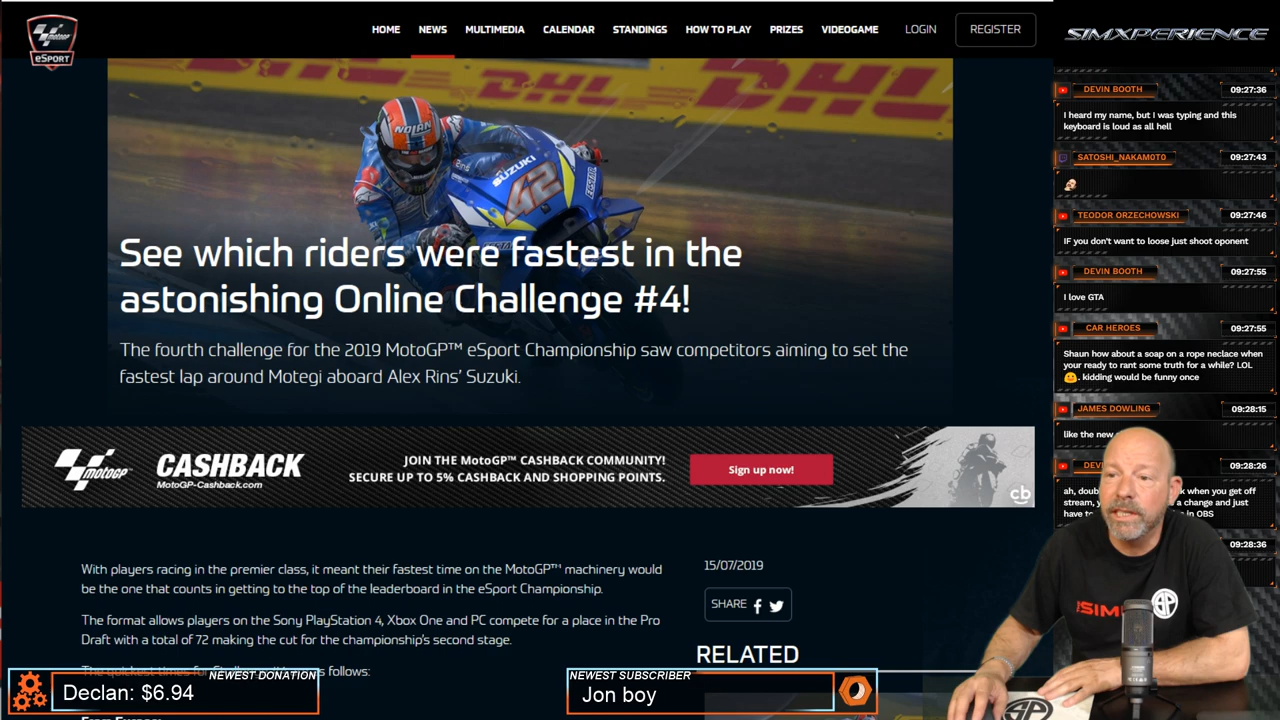 HOME NEWS MULTIMEDIA CALENDAR STANDINGS HOW TO PLAY PRIZES VIDEOGAME LOGIN REGISTER
MotoGP
eSPORT
DHL
NOLAN
SUZUKI
42
See which riders were fastest in the
astonishing Online Challenge #4!
The fourth challenge for the 2019 MotoGP™ eSport Championship saw competitors aiming to set the
fastest lap around Motegi aboard Alex Rins' Suzuki.
MotoGP
CASHBACK
MotoGP-Cashback.com
JOIN THE MotoGP™ CASHBACK COMMUNITY!
SECURE UP TO 5% CASHBACK AND SHOPPING POINTS.
Sign up now!
cb
With players racing in the premier class, it meant their fastest time on the MotoGP™ machinery would
be the one that counts in getting to the top of the leaderboard in the eSport Championship.
The format allows players on the Sony PlayStation 4, Xbox One and PC compete for a place in the Pro
Draft with a total of 72 making the cut for the championship's second stage.
15/07/2019
SHARE
RELATED
NEWEST DONATION
Declan: $6.94
NEWEST SUBSCRIBER
Jon boy
SIMXPERIENCE
DEVIN BOOTH 09:27:36
I heard my name, but I was typing and this
keyboard is loud as all hell
SATOSHI_NAKAM0T0 09:27:43
TEODOR ORZECHOWSKI 09:27:46
IF you don't want to loose just shoot oponent
DEVIN BOOTH 09:27:55
I love GTA
CAR HEROES 09:27:55
Shaun how about a soap on a rope neclace when
your ready to rant some truth for a while? LOL
. kidding would be funny once
JAMES DOWLING 09:28:15
like the new
09:28:26
when you get off
stream, a change and just
have in OBS
09:28:36
SP
SP